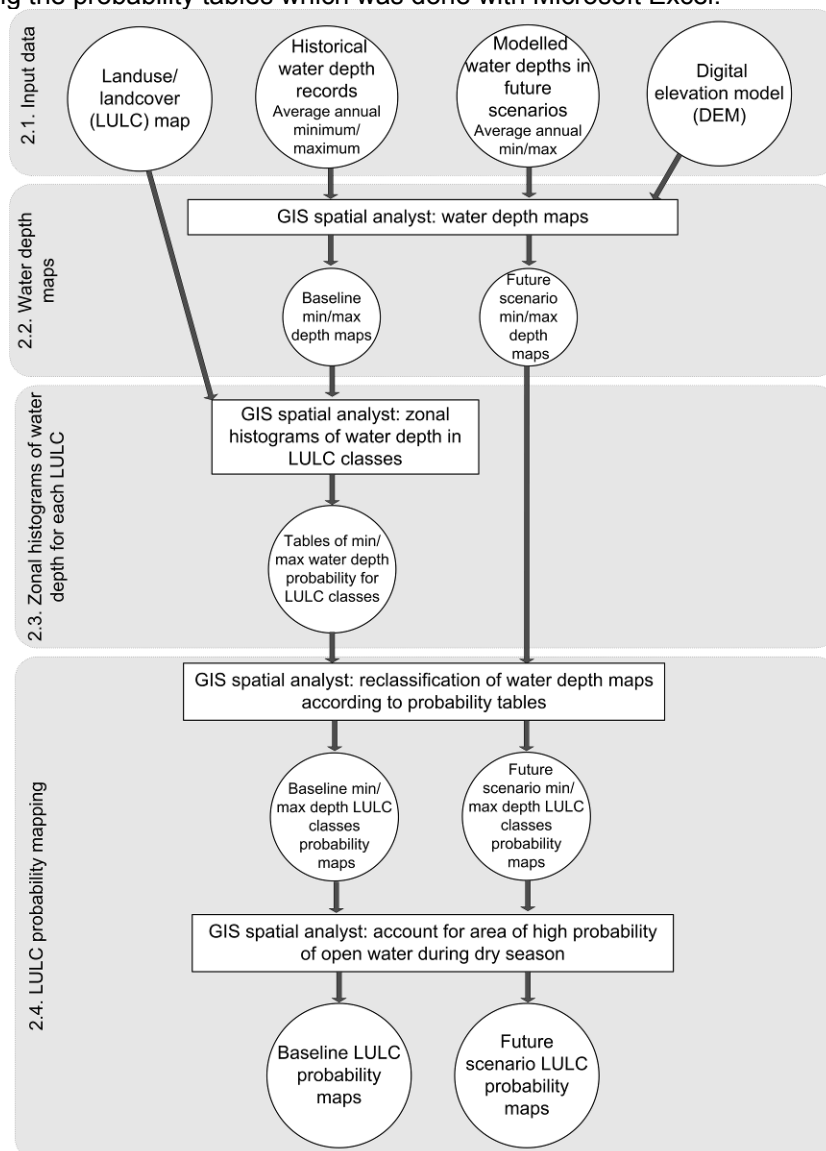 ng the probability tables which was done with Microsoft Excel.
2.1. Input data
Landuse/
landcover
(LULC) map
Historical
water depth
records
Average annual
minimum/
maximum
Modelled
water depths in
future
scenarios
Average annual
min/max
Digital
elevation model
(DEM)
2.2. Water depth
maps
GIS spatial analyst: water depth maps
Baseline
min/max
depth maps
Future
scenario
min/max
depth
maps
2.3. Zonal histograms of water
depth for each LULC
GIS spatial analyst: zonal
histograms of water depth in
LULC classes
Tables of min/
max water depth
probability for
LULC classes
2.4. LULC probability mapping
GIS spatial analyst: reclassification of water depth maps
according to probability tables
Baseline min/
max depth LULC
classes
probability
maps
Future
scenario min/
max depth LULC
classes
probability
maps
GIS spatial analyst: account for area of high probability
of open water during dry season
Baseline LULC
probability
maps
Future
scenario LULC
probability
maps